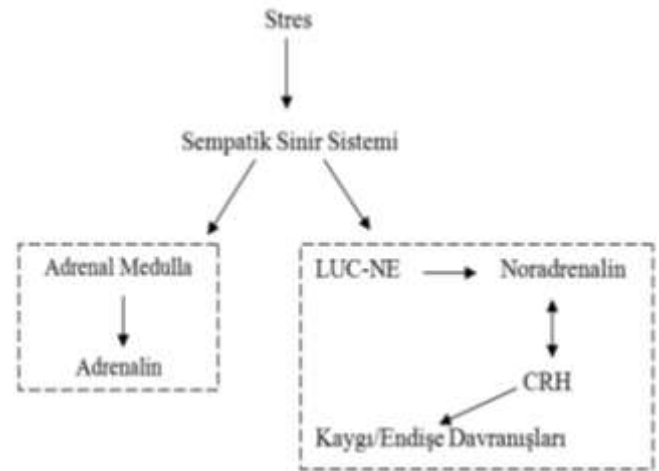 Stres
Sempatik Sinir Sistemi
Adrenal Medulla
Adrenalin
LUC-NE
Noradrenalin
CRH
Kaygı/Endişe Davranışları